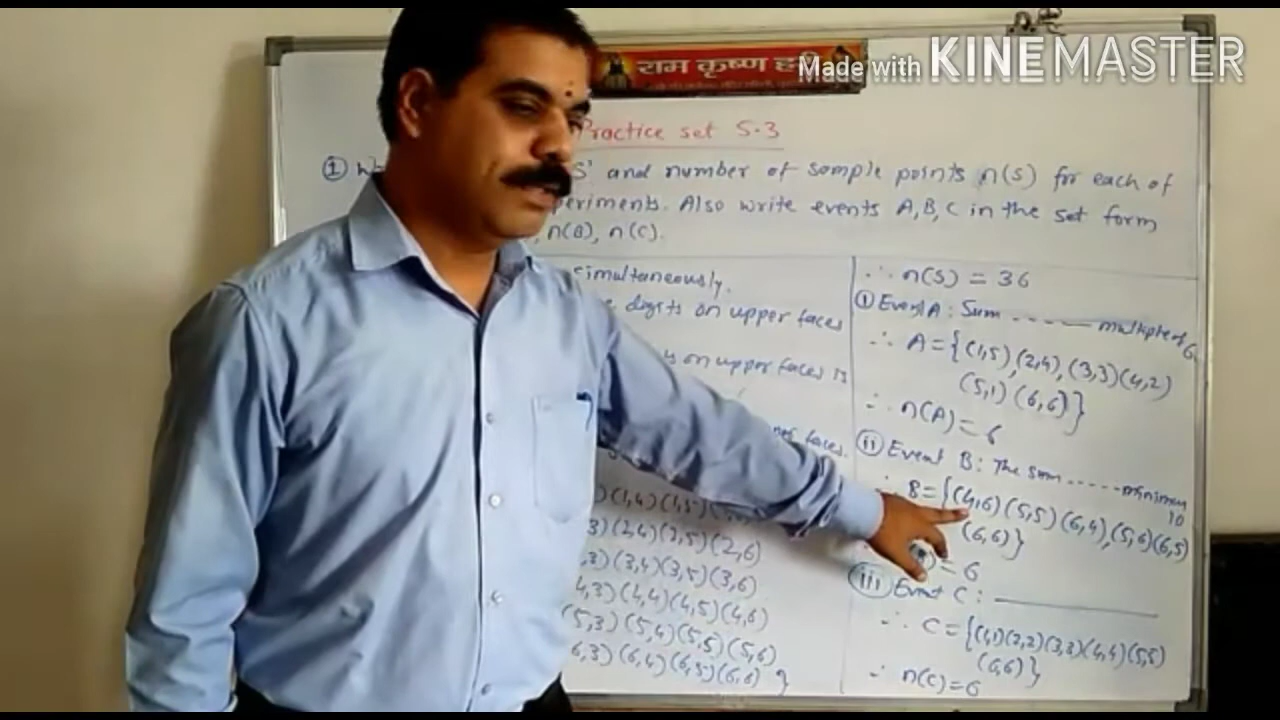 राम कृष्ण हरी
Made with KINEMASTER
Practice set 5.3
① S' and number of sample points n(S) for each of
periments. Also write events A, B, C in the set form
, n(B), n(C).
simultaneously.
digits on upper faces
on upper faces is
faces.
)(1,4)(1,5)
3)(2,4)(2,5)(2,6)
,3)(3,4)(3,5)(3,6)
4,3)(4,4)(4,5)(4,6)
(5,3)(5,4)(5,5)(5,6)
6,3)(6,4)(6,5)(6,6)}
∴ n(S) = 36
① Event A: Sum ---- multiple of 6
∴ A = {(1,5),(2,4),(3,3)(4,2)
(5,1)(6,6)}
∴ n(A) = 6
ⓘⓘ Event B: The sum ----- minimum
10
B = {(4,6)(5,5)(6,4),(5,6)(6,5)
(6,6)}
) = 6
ⓘⓘⓘ Event C: ————
∴ C = {(1,1)(2,2)(3,3)(4,4)(5,5)
(6,6)}
∴ n(C) = 6